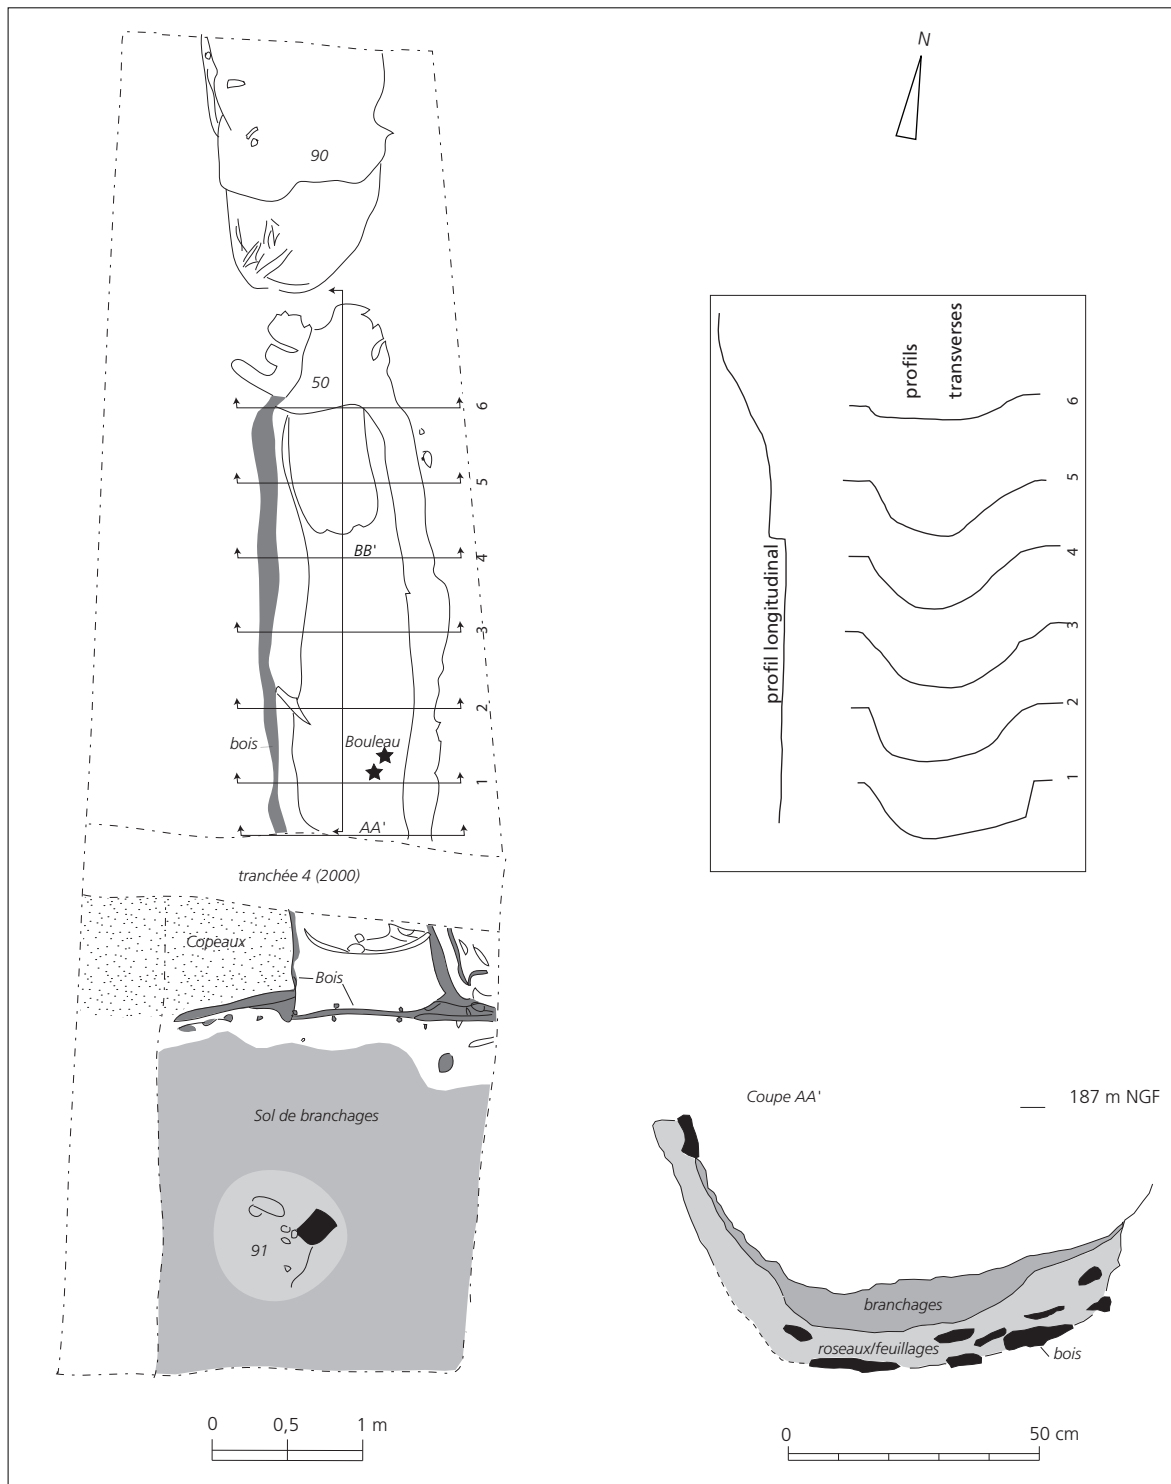 N
90
50
6
5
BB'
4
3
2
bois
Bouleau
1
AA'
tranchée 4 (2000)
Copeaux
Bois
Sol de branchages
91
0
0,5
1 m
profils
transverses
6
5
4
profil longitudinal
3
2
1
Coupe AA'
187 m NGF
branchages
roseaux/feuillages
bois
0
50 cm